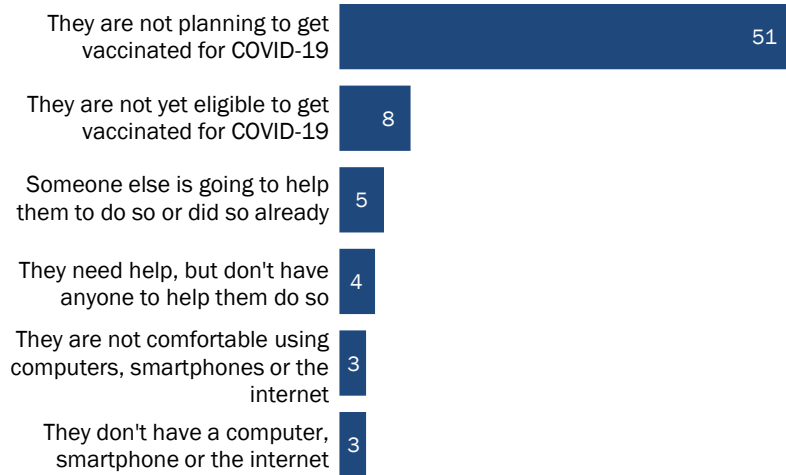 They are not planning to get
vaccinated for COVID-19
51
They are not yet eligible to get
vaccinated for COVID-19
8
Someone else is going to help
them to do so or did so already
5
They need help, but don't have
anyone to help them do so
4
They are not comfortable using
computers, smartphones or the
internet
3
They don't have a computer,
smartphone or the internet
3